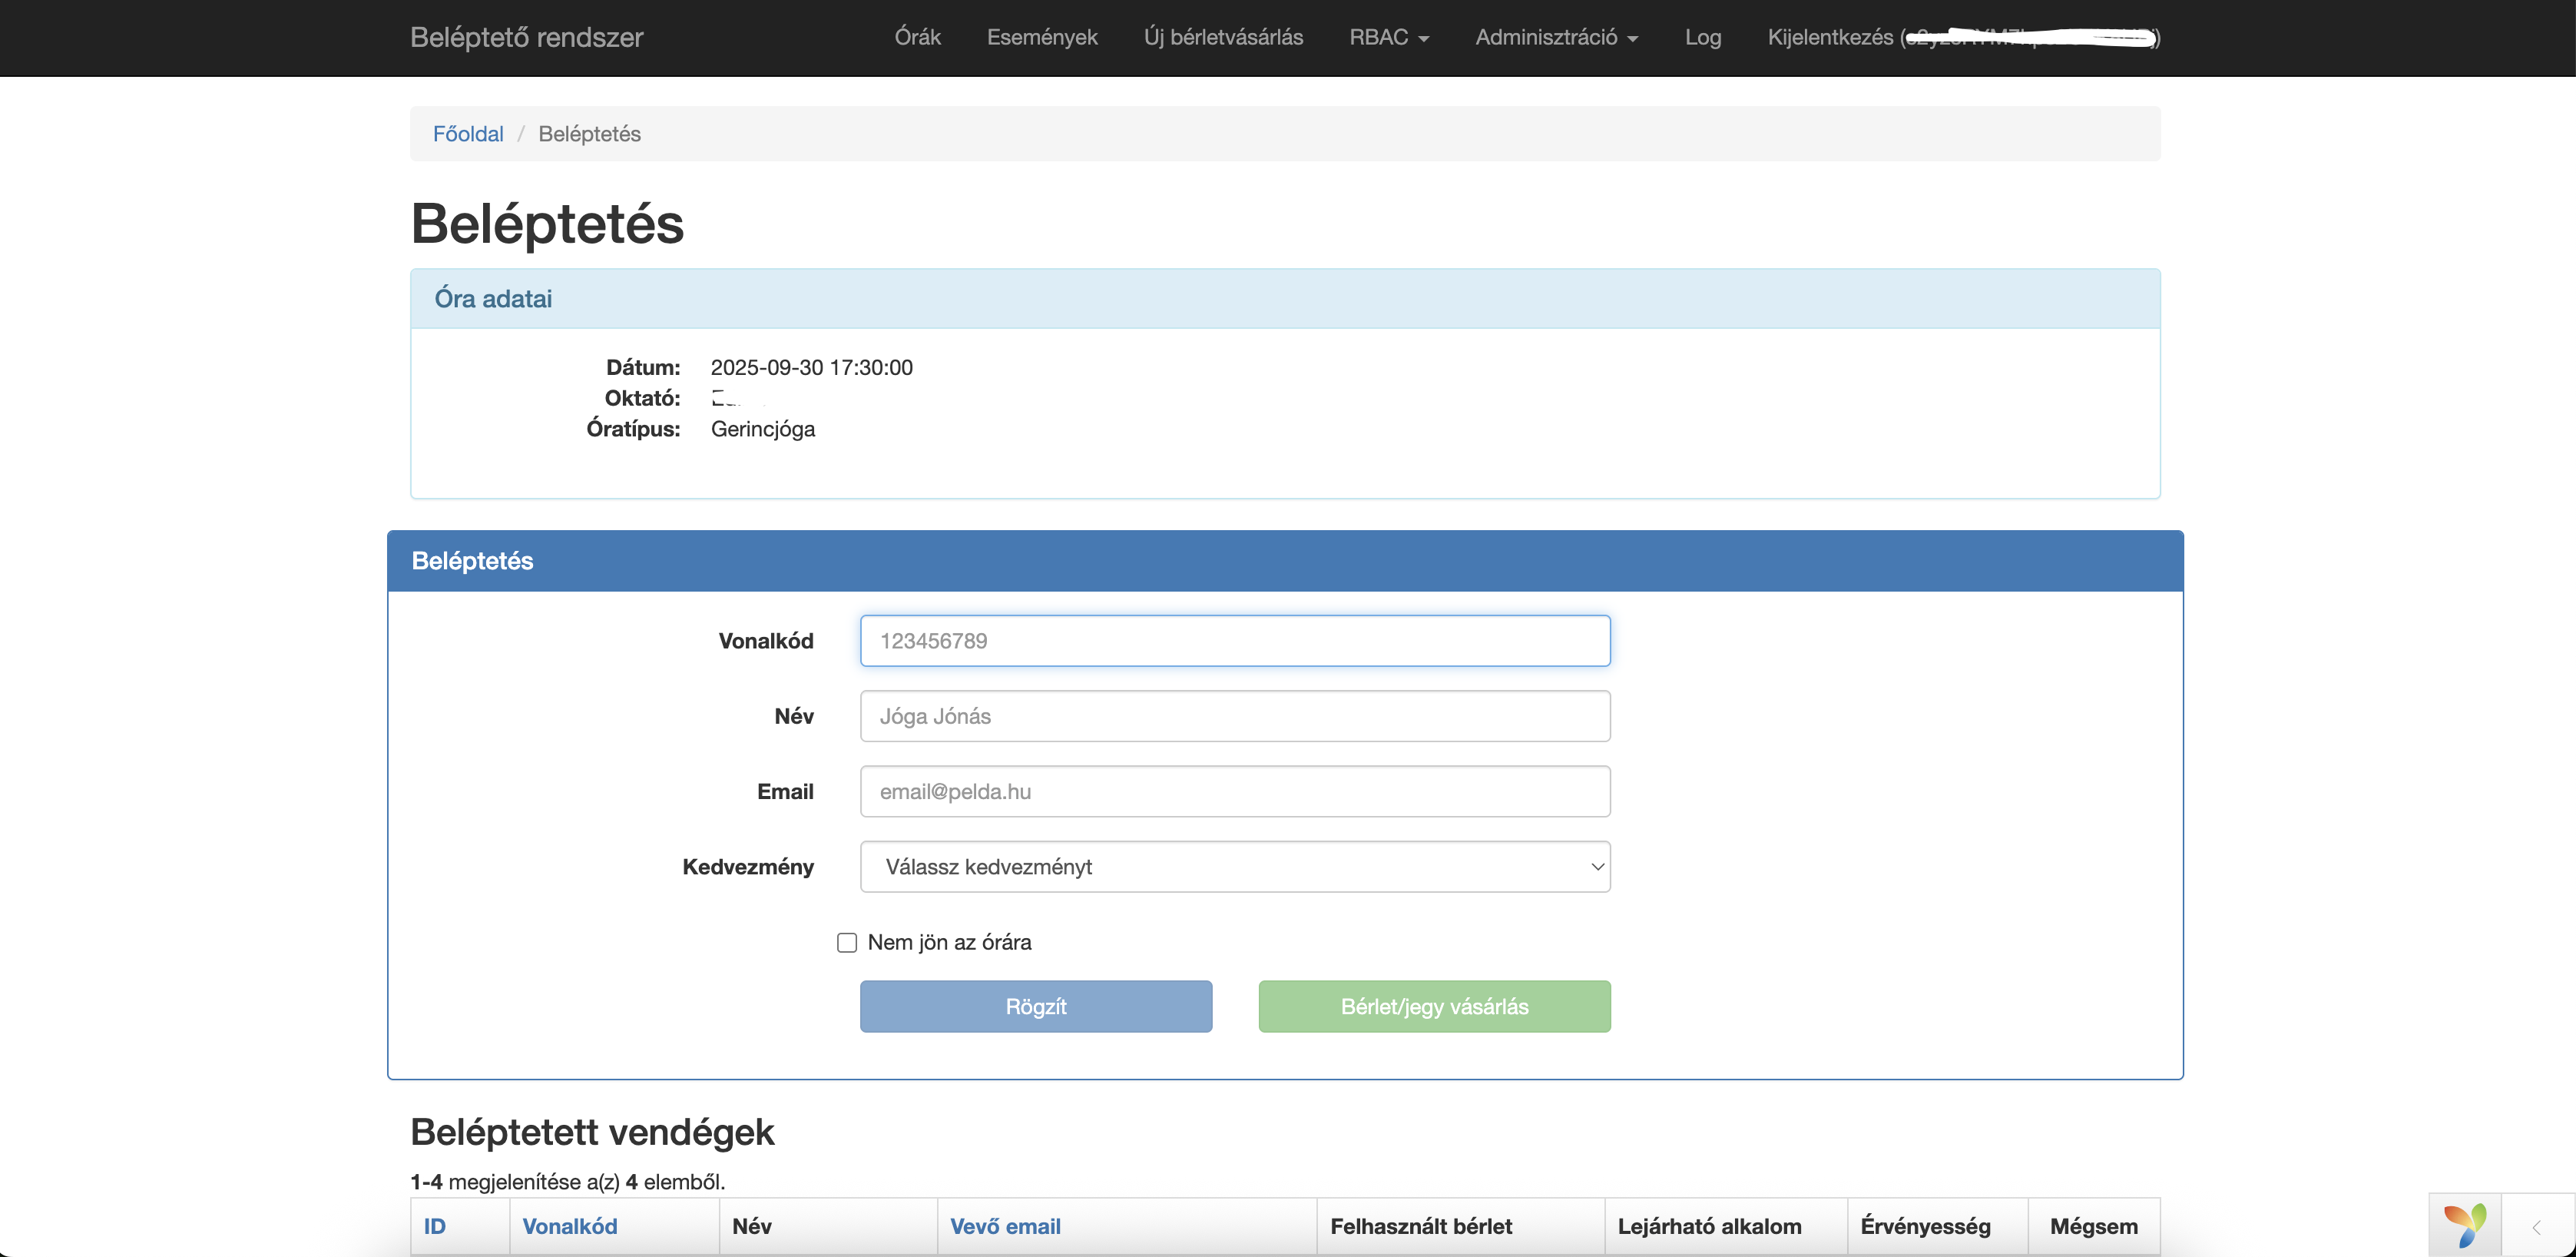 Beléptető rendszer Órák Események Új bérletvásárlás RBAC Adminisztráció Log Kijelentkezés
Főoldal / Beléptetés
Beléptetés
Óra adatai
Dátum: 2025-09-30 17:30:00
Oktató:
Óratípus: Gerincjóga
Beléptetés
Vonalkód 123456789
Név Jóga Jónás
Email email@pelda.hu
Kedvezmény Válassz kedvezményt
Nem jön az órára
Rögzít Bérlet/jegy vásárlás
Beléptetett vendégek
1-4 megjelenítése a(z) 4 elemből.
ID Vonalkód Név Vevő email Felhasznált bérlet Lejárható alkalom Érvényesség Mégsem